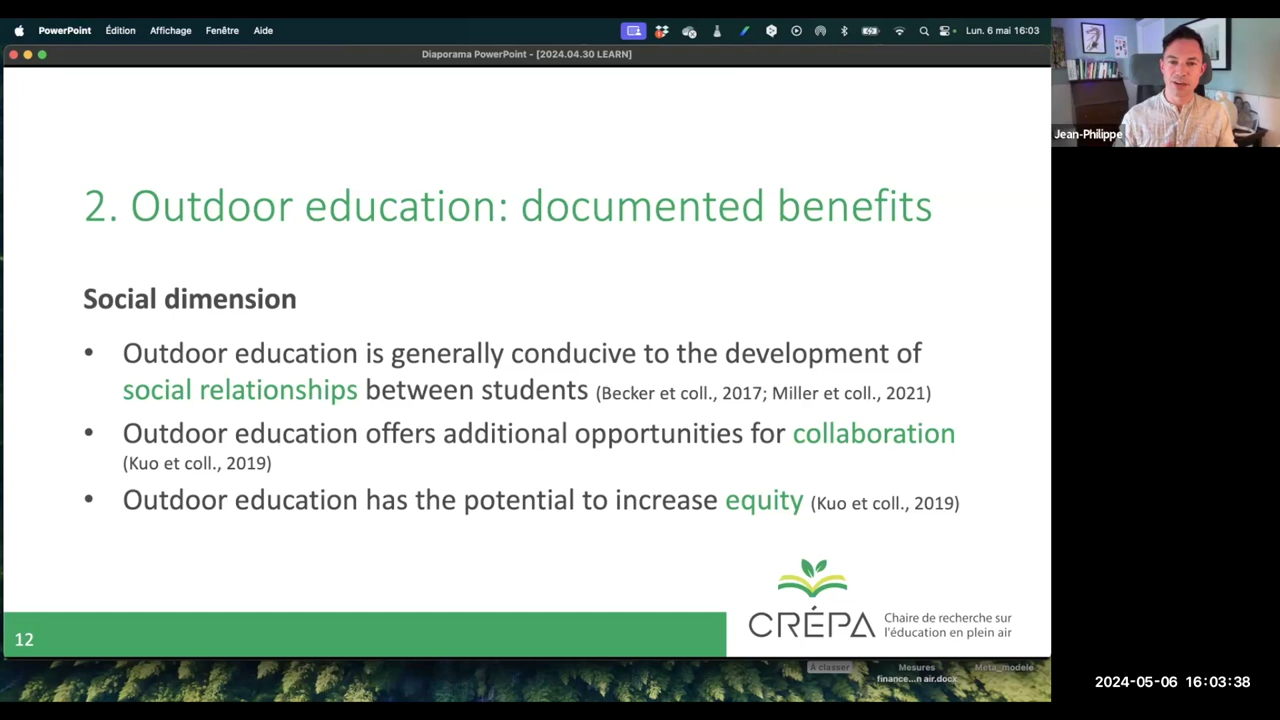 PowerPoint Édition Affichage Fenêtre Aide
Lun. 6 mai 16:03
Diaporama PowerPoint - [2024.04.30 LEARN]
2. Outdoor education: documented benefits
Social dimension
• Outdoor education is generally conducive to the development of
social relationships between students (Becker et coll., 2017; Miller et coll., 2021)
• Outdoor education offers additional opportunities for collaboration
(Kuo et coll., 2019)
• Outdoor education has the potential to increase equity (Kuo et coll., 2019)
CRÉPA
Chaire de recherche sur
l'éducation en plein air
12
À classer
Mesures
finance...n air.docx
Meta_modele
Jean-Philippe
2024-05-06 16:03:38